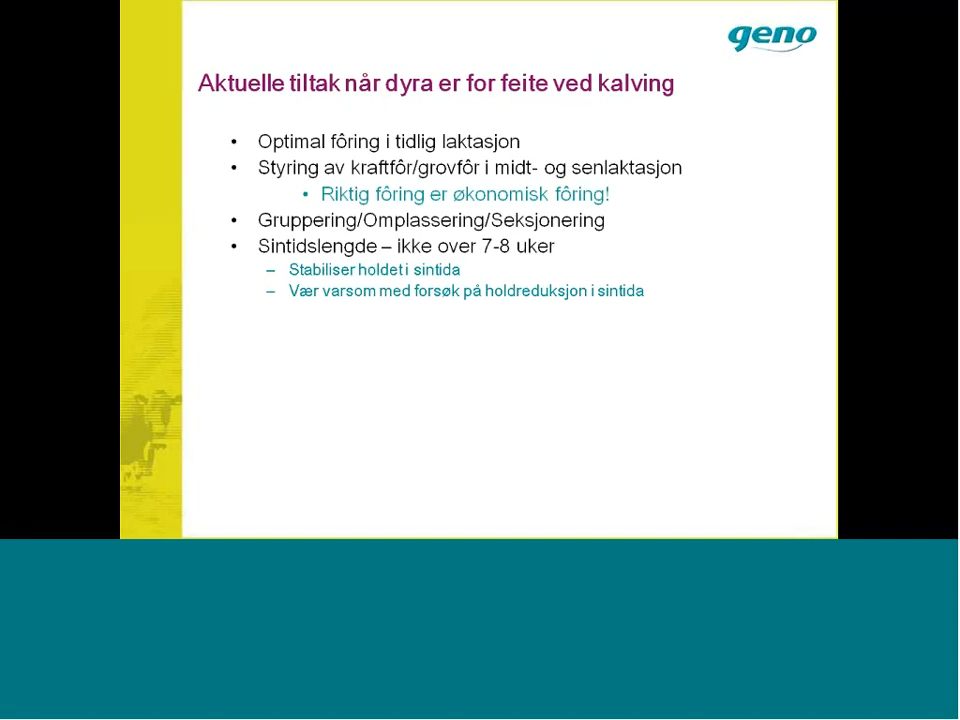 geno
Aktuelle tiltak når dyra er for feite ved kalving
• Optimal fôring i tidlig laktasjon
• Styring av kraftfôr/grovfôr i midt- og senlaktasjon
• Riktig fôring er økonomisk fôring!
• Gruppering/Omplassering/Seksjonering
• Sintidslengde – ikke over 7-8 uker
– Stabiliser holdet i sintida
– Vær varsom med forsøk på holdreduksjon i sintida